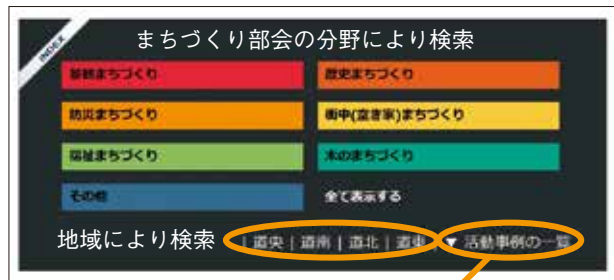 INDEX
まちづくり部会の分野により検索
景観まちづくり
歴史まちづくり
防災まちづくり
街中(空き家)まちづくり
福祉まちづくり
木のまちづくり
その他
全て表示する
地域により検索 | 道央 | 道南 | 道北 | 道東 | ▼ 活動事例の一覧